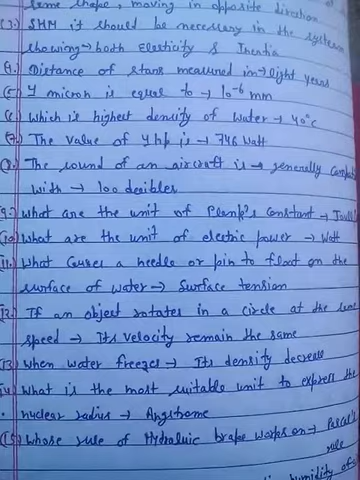 same shape, moving in opposite direction
(3.) SHM it should be necessary in the system
showing → both Elasticity & Inertia
(4.) Distance of stars measured in → light years
(5.) 1 micron is equal to → 10⁻⁶ mm
(6.) Which is highest density of water → 40°c
(7.) The value of 1 hp is → 746 Watt
(8.) The sound of an aircraft is → generally
with → 100 decibles
(9.) What are the unit of Plank's constant →
(10.) What are the unit of electric power → Watt
(11.) What causes a needle or pin to float on the
surface of water → Surface tension
(12.) If an object rotates in a circle at the same
speed → Its velocity remain the same
(13) When water freezes → Its density decrease
(14) What is the most suitable unit to express the
nuclear radius → Angstrome
(15) Whose rule of Hydraluic brape works on → Pascal's
rule
humidity of